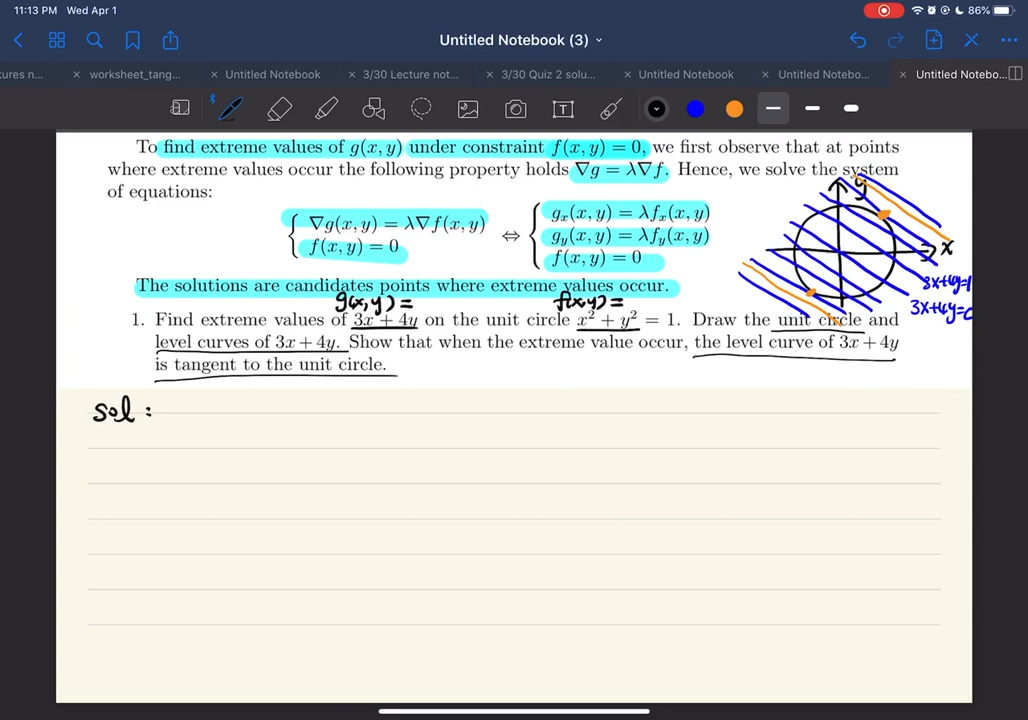 11:13 PM Wed Apr 1
86%
Untitled Notebook (3)
tures n...
worksheet_tang...
Untitled Notebook
3/30 Lecture not...
3/30 Quiz 2 solu...
Untitled Notebook
Untitled Notebo...
Untitled Notebo...
To find extreme values of g(x, y) under constraint f(x, y) = 0, we first observe that at points
where extreme values occur the following property holds ∇g = λ∇f. Hence, we solve the system
of equations:
{ ∇g(x, y) = λ∇f(x, y)
f(x, y) = 0
⇔
{ gₓ(x, y) = λfₓ(x, y)
g_y(x, y) = λf_y(x, y)
f(x, y) = 0
The solutions are candidates points where extreme values occur.
y
x
3x+4y=1
3x+4y=0
g(x,y) =
f(x,y) =
1. Find extreme values of 3x + 4y on the unit circle x² + y² = 1. Draw the unit circle and
level curves of 3x + 4y. Show that when the extreme value occur, the level curve of 3x + 4y
is tangent to the unit circle.
sol :